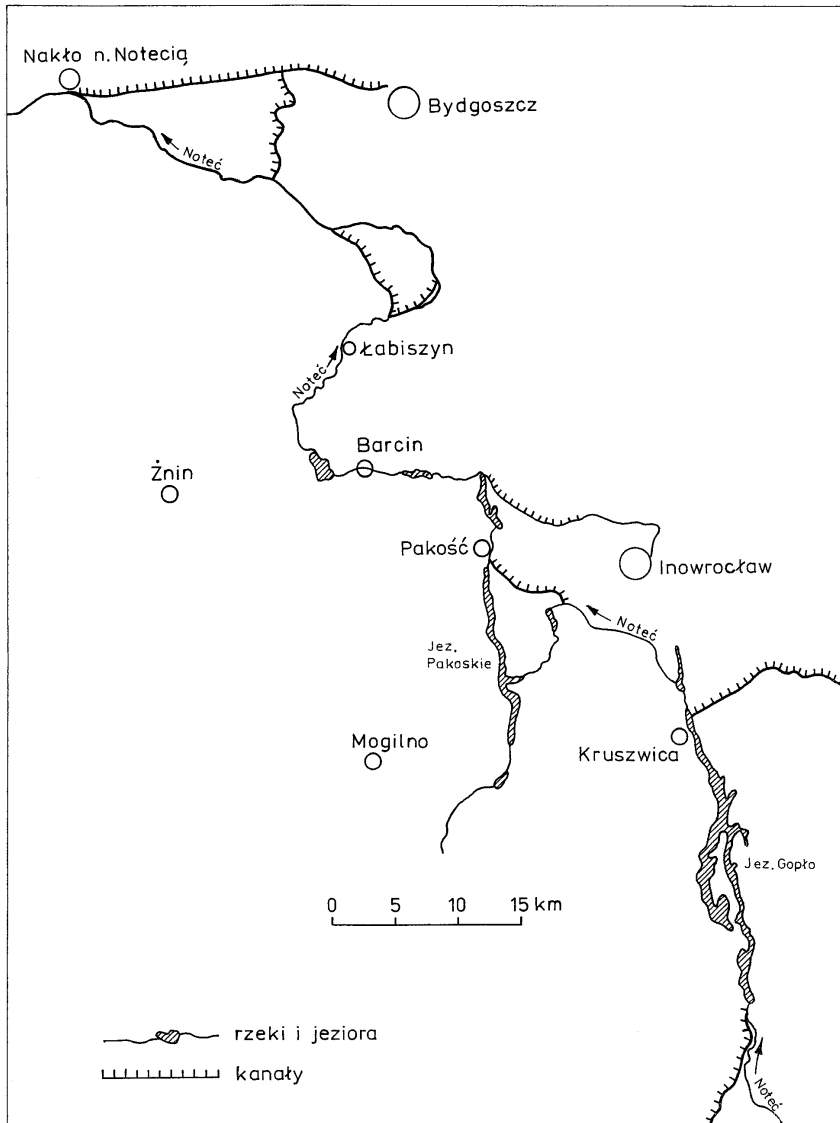 Nakło n. Notecią
Bydgoszcz
Noteć
Łabiszyn
Noteć
Barcin
Żnin
Pakość
Inowrocław
Noteć
Jez.
Pakoskie
Mogilno
Kruszwica
Jez. Gopło
0 5 10 15 km
rzeki i jeziora
kanały
Noteć